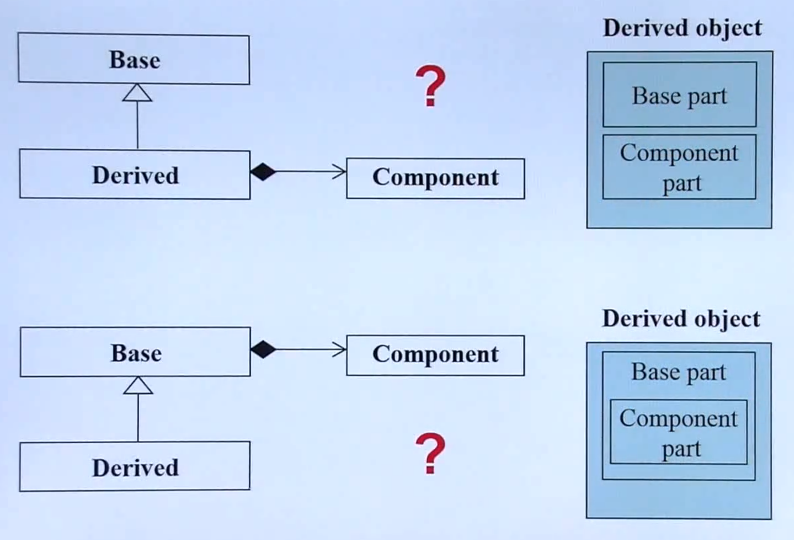 Base
?
Derived
Component
Derived object
Base part
Component
part
Base
Component
Derived
?
Derived object
Base part
Component
part